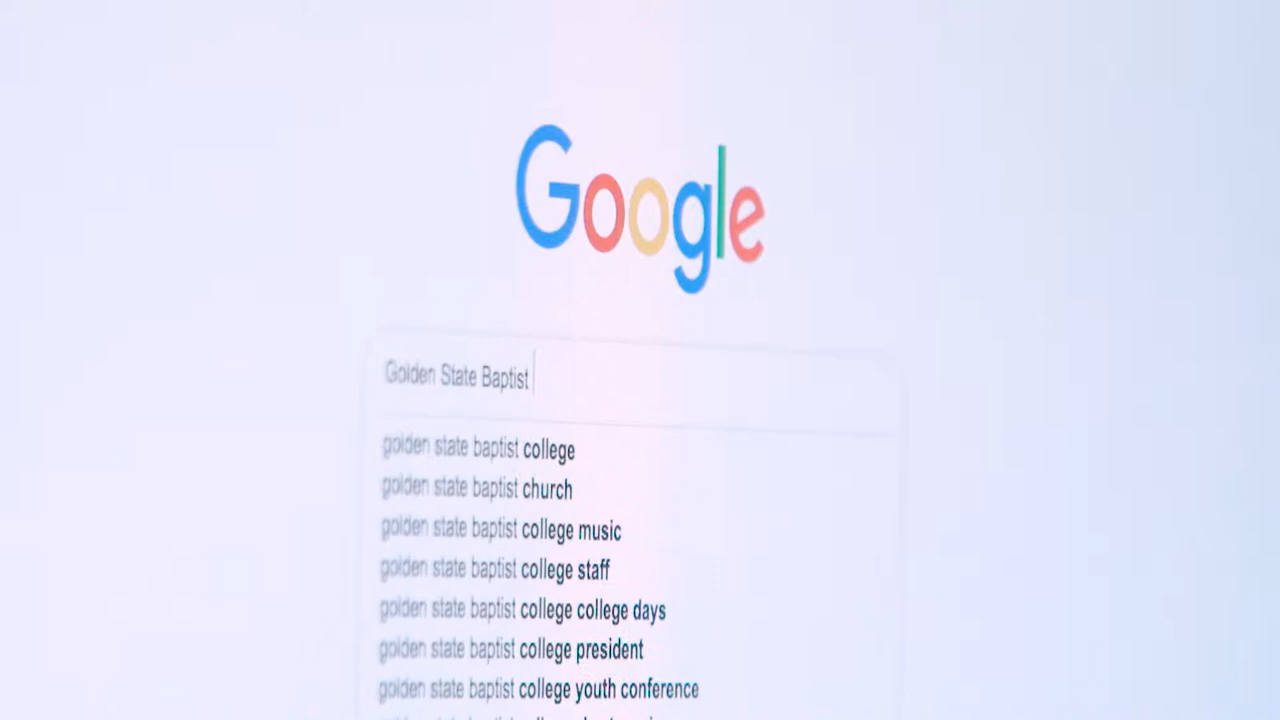 Google
Golden State Baptist
golden state baptist college
golden state baptist church
golden state baptist college music
golden state baptist college staff
golden state baptist college college days
golden state baptist college president
golden state baptist college youth conference